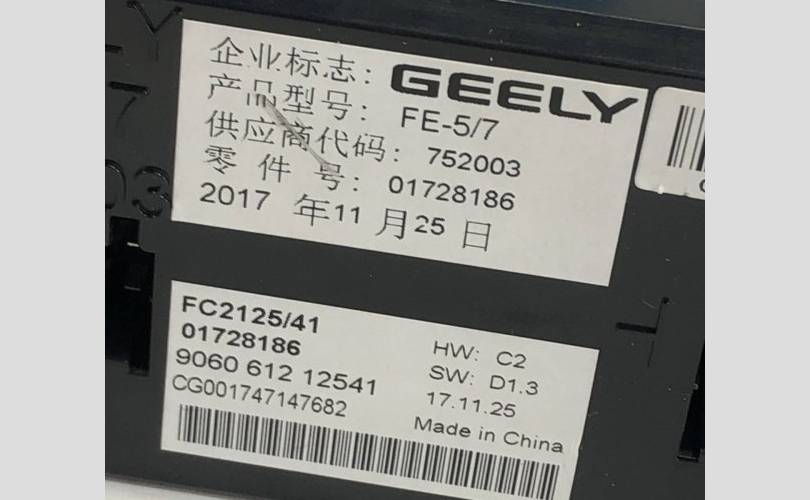 企业标志: GEELY
产品型号: FE-5/7
供应商代码: 752003
零 件 号: 01728186
2017 年11 月25 日
FC2125/41
01728186
9060 612 12541
CG001747147682
HW: C2
SW: D1.3
17.11.25
Made in China